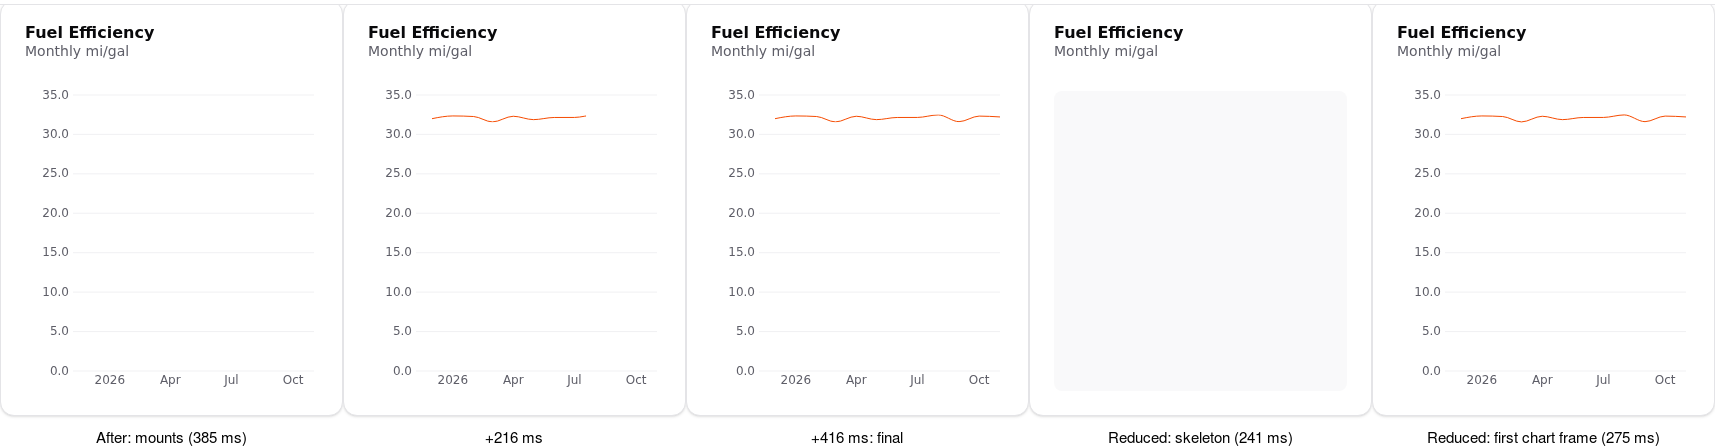 Fuel Efficiency
Monthly mi/gal
35.0
30.0
25.0
20.0
15.0
10.0
5.0
0.0
2026 Apr Jul Oct
After: mounts (385 ms)
Fuel Efficiency
Monthly mi/gal
35.0
30.0
25.0
20.0
15.0
10.0
5.0
0.0
2026 Apr Jul Oct
+216 ms
Fuel Efficiency
Monthly mi/gal
35.0
30.0
25.0
20.0
15.0
10.0
5.0
0.0
2026 Apr Jul Oct
+416 ms: final
Fuel Efficiency
Monthly mi/gal
Reduced: skeleton (241 ms)
Fuel Efficiency
Monthly mi/gal
35.0
30.0
25.0
20.0
15.0
10.0
5.0
0.0
2026 Apr Jul Oct
Reduced: first chart frame (275 ms)